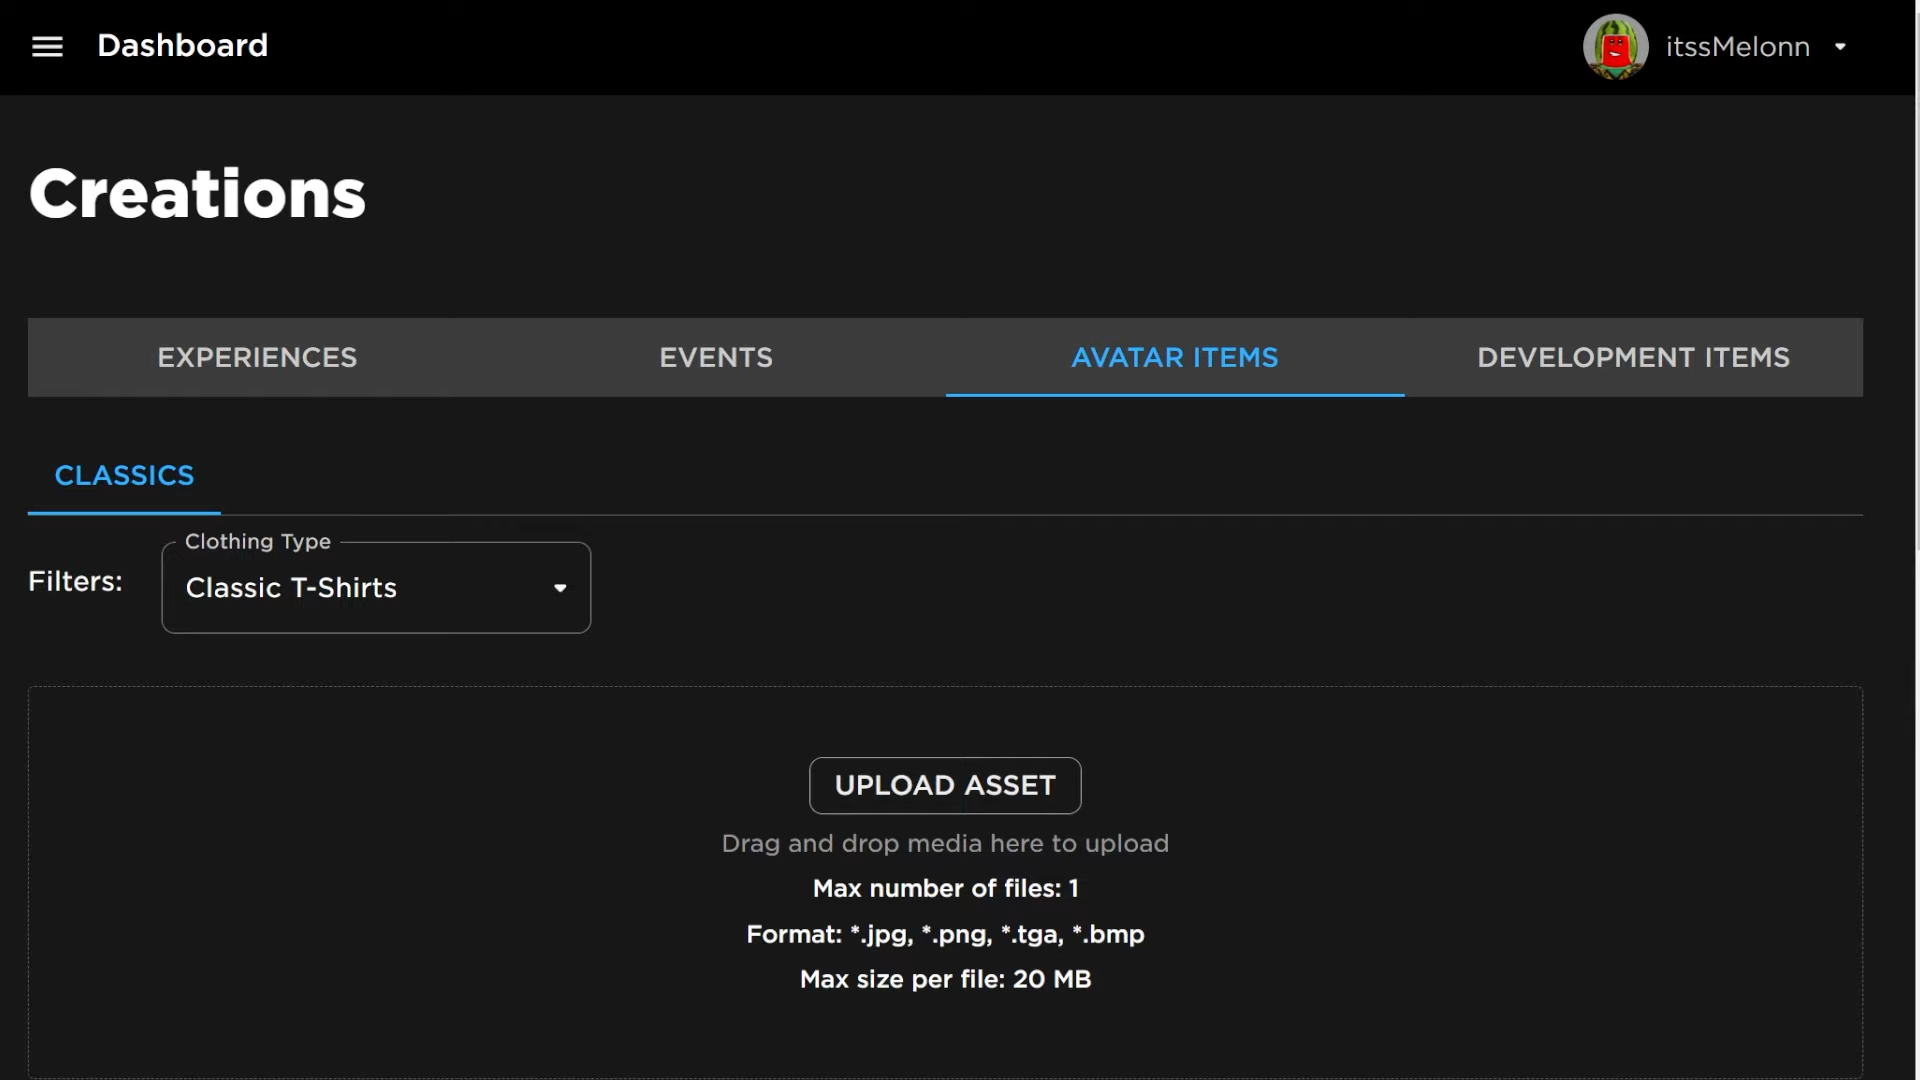 Dashboard
itssMelonn
Creations
EXPERIENCES
EVENTS
AVATAR ITEMS
DEVELOPMENT ITEMS
CLASSICS
Clothing Type
Filters:
Classic T-Shirts
UPLOAD ASSET
Drag and drop media here to upload
Max number of files: 1
Format: *.jpg, *.png, *.tga, *.bmp
Max size per file: 20 MB